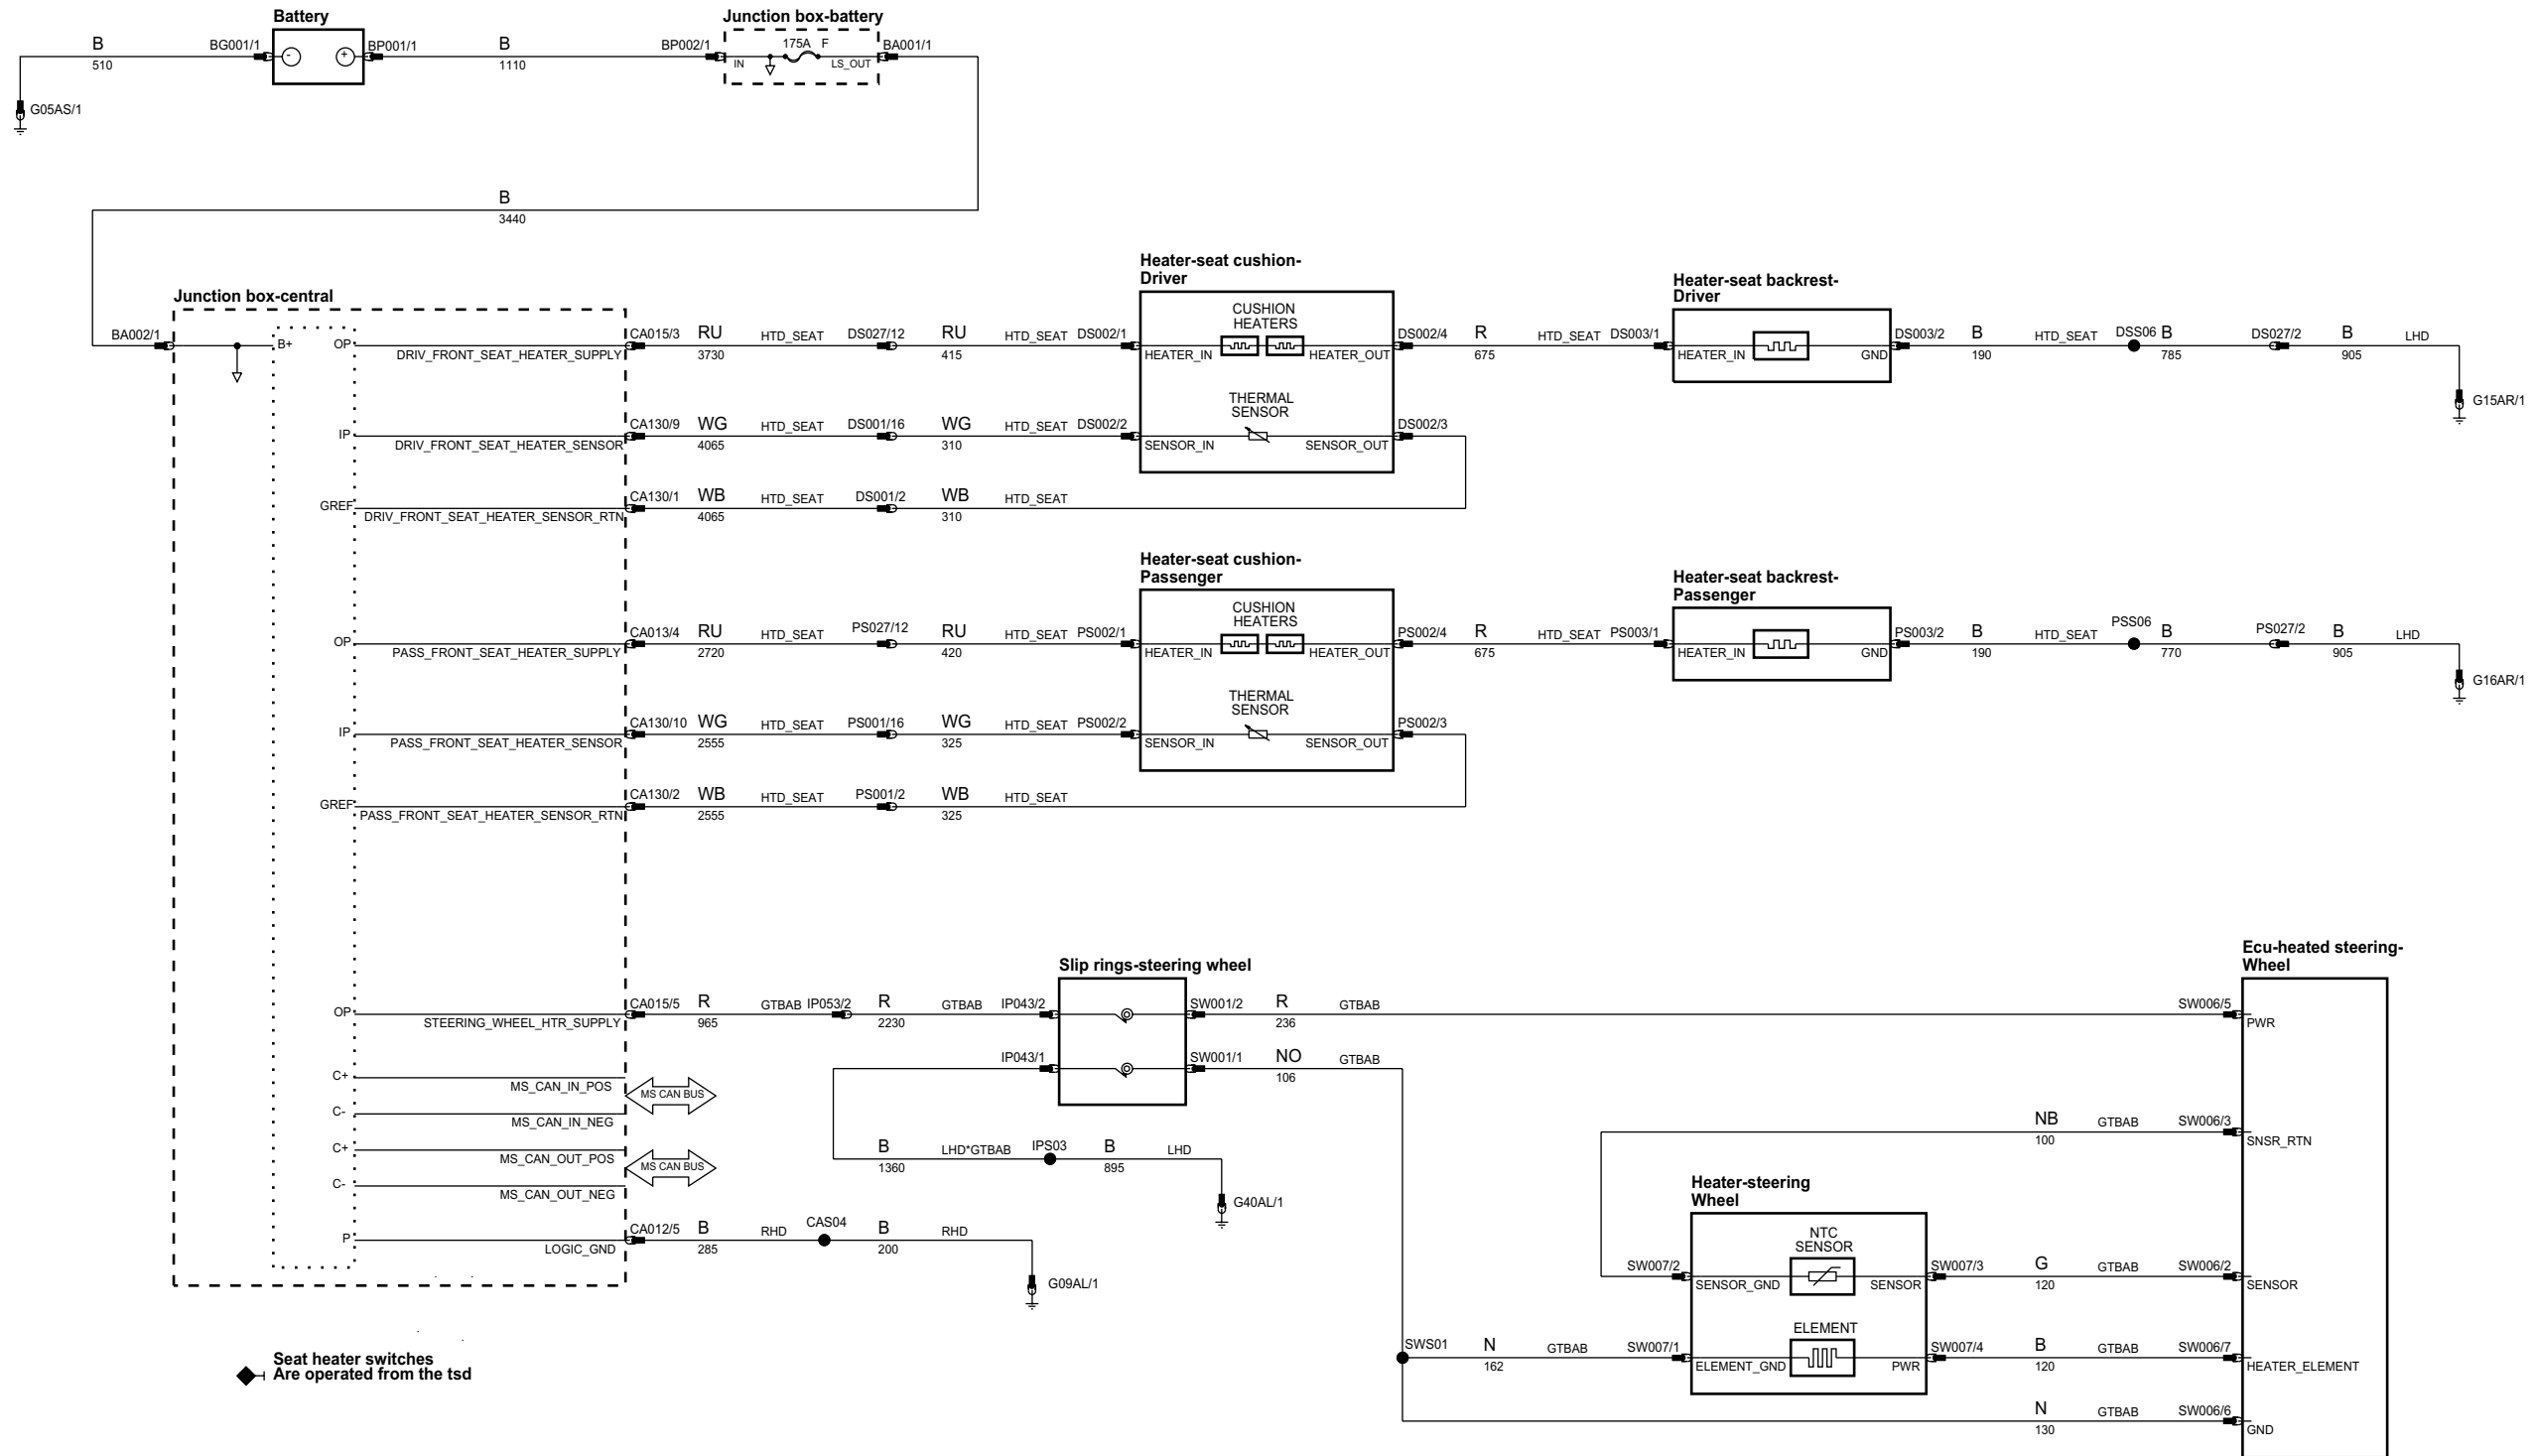 Battery
Junction box-battery
B
510
BG001/1
-
+
BP001/1
B
1110
BP002/1
175A F
IN
LS_OUT
BA001/1
G05AS/1
B
3440
Junction box-central
BA002/1
B+
OP
DRIV_FRONT_SEAT_HEATER_SUPPLY
CA015/3
RU
3730
HTD_SEAT
DS027/12
RU
415
HTD_SEAT
DS002/1
Heater-seat cushion-
Driver
CUSHION
HEATERS
HEATER_IN
HEATER_OUT
DS002/4
R
675
HTD_SEAT
DS003/1
Heater-seat backrest-
Driver
HEATER_IN
GND
DS003/2
B
190
HTD_SEAT
DSS06
B
785
DS027/2
B
905
LHD
G15AR/1
IP
DRIV_FRONT_SEAT_HEATER_SENSOR
CA130/9
WG
4065
HTD_SEAT
DS001/16
WG
310
HTD_SEAT
DS002/2
THERMAL
SENSOR
SENSOR_IN
SENSOR_OUT
DS002/3
GREF
DRIV_FRONT_SEAT_HEATER_SENSOR_RTN
CA130/1
WB
4065
HTD_SEAT
DS001/2
WB
310
HTD_SEAT
OP
PASS_FRONT_SEAT_HEATER_SUPPLY
CA013/4
RU
2720
HTD_SEAT
PS027/12
RU
420
HTD_SEAT
PS002/1
Heater-seat cushion-
Passenger
CUSHION
HEATERS
HEATER_IN
HEATER_OUT
PS002/4
R
675
HTD_SEAT
PS003/1
Heater-seat backrest-
Passenger
HEATER_IN
GND
PS003/2
B
190
HTD_SEAT
PSS06
B
770
PS027/2
B
905
LHD
G16AR/1
IP
PASS_FRONT_SEAT_HEATER_SENSOR
CA130/10
WG
2555
HTD_SEAT
PS001/16
WG
325
HTD_SEAT
PS002/2
THERMAL
SENSOR
SENSOR_IN
SENSOR_OUT
PS002/3
GREF
PASS_FRONT_SEAT_HEATER_SENSOR_RTN
CA130/2
WB
2555
HTD_SEAT
PS001/2
WB
325
HTD_SEAT
OP
STEERING_WHEEL_HTR_SUPPLY
CA015/5
R
965
GTBAB
IP053/2
R
2230
GTBAB
IP043/2
Slip rings-steering wheel
SW001/2
R
236
GTBAB
SW006/5
Ecu-heated steering-
Wheel
PWR
IP043/1
SW001/1
NO
106
GTBAB
C+
MS_CAN_IN_POS
MS CAN BUS
C-
MS_CAN_IN_NEG
C+
MS_CAN_OUT_POS
MS CAN BUS
C-
MS_CAN_OUT_NEG
B
1360
LHD*GTBAB
IPS03
B
895
LHD
G40AL/1
NB
100
GTBAB
SW006/3
SNSR_RTN
P
LOGIC_GND
CA012/5
B
285
RHD
CAS04
B
200
RHD
G09AL/1
Heater-steering
Wheel
NTC
SENSOR
SW007/2
SENSOR_GND
SENSOR
SW007/3
G
120
GTBAB
SW006/2
SENSOR
SWS01
N
162
GTBAB
SW007/1
ELEMENT
ELEMENT_GND
PWR
SW007/4
B
120
GTBAB
SW006/7
HEATER_ELEMENT
N
130
GTBAB
SW006/6
GND
Seat heater switches
Are operated from the tsd